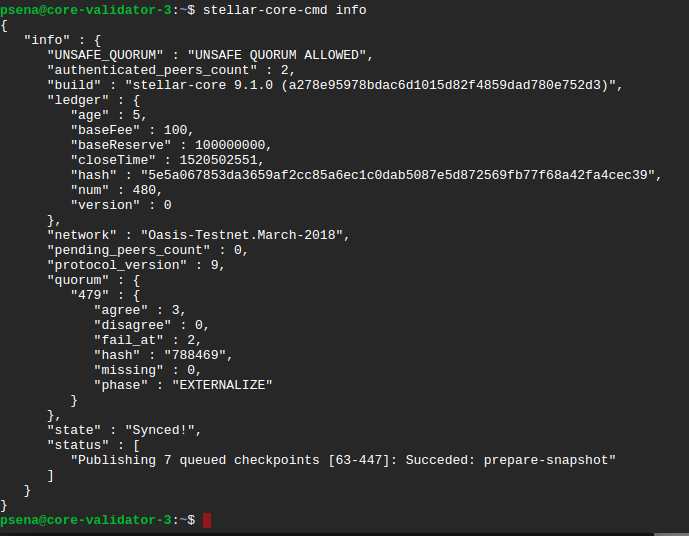 psena@core-validator-3:~$ stellar-core-cmd info
{
   "info" : {
      "UNSAFE_QUORUM" : "UNSAFE QUORUM ALLOWED",
      "authenticated_peers_count" : 2,
      "build" : "stellar-core 9.1.0 (a278e95978bdac6d1015d82f4859dad780e752d3)",
      "ledger" : {
         "age" : 5,
         "baseFee" : 100,
         "baseReserve" : 100000000,
         "closeTime" : 1520502551,
         "hash" : "5e5a067853da3659af2cc85a6ec1c0dab5087e5d872569fb77f68a42fa4cec39",
         "num" : 480,
         "version" : 0
      },
      "network" : "Oasis-Testnet.March-2018",
      "pending_peers_count" : 0,
      "protocol_version" : 9,
      "quorum" : {
         "479" : {
            "agree" : 3,
            "disagree" : 0,
            "fail_at" : 2,
            "hash" : "788469",
            "missing" : 0,
            "phase" : "EXTERNALIZE"
         }
      },
      "state" : "Synced!",
      "status" : [
         "Publishing 7 queued checkpoints [63-447]: Succeded: prepare-snapshot"
      ]
   }
}
psena@core-validator-3:~$